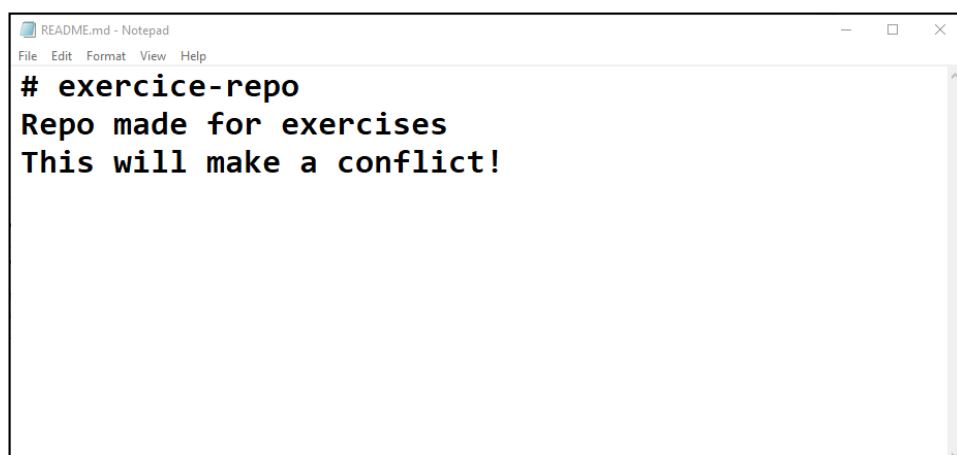 README.md - Notepad
File Edit Format View Help
# exercice-repo
Repo made for exercises
This will make a conflict!